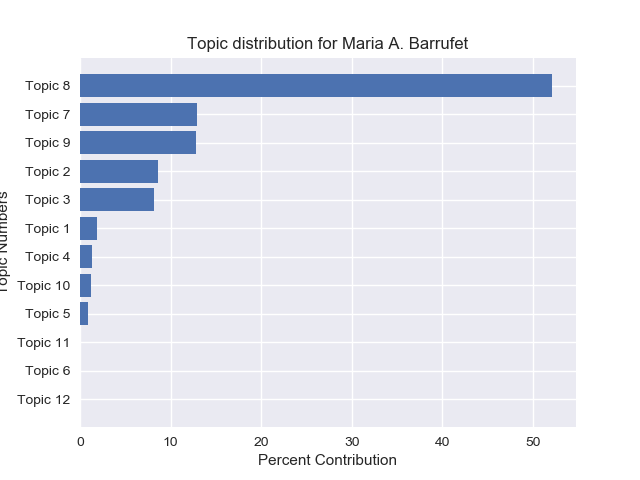 Topic distribution for Maria A. Barrufet
Topic 8
Topic 7
Topic 9
Topic 2
Topic 3
Topic 1
Topic 4
Topic 10
Topic 5
Topic 11
Topic 6
Topic 12
Topic Numbers
0 10 20 30 40 50
Percent Contribution